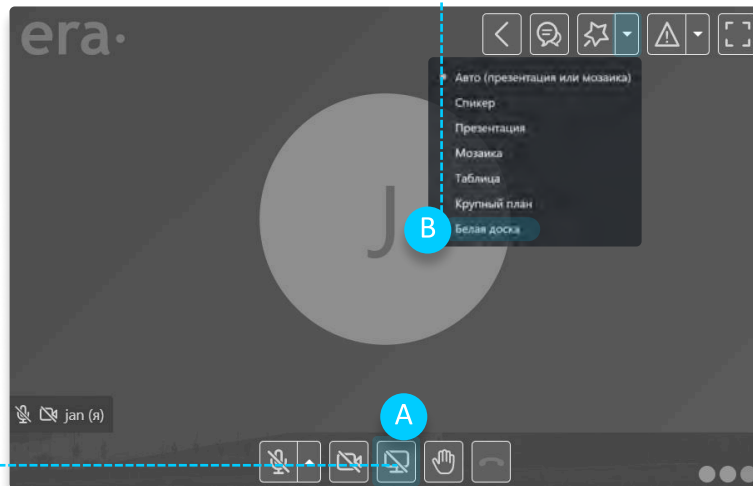 era.
Авто (презентация или мозаика)
Спикер
Презентация
Мозаика
Таблица
Крупный план
Белая доска
B
J
jan (я)
A